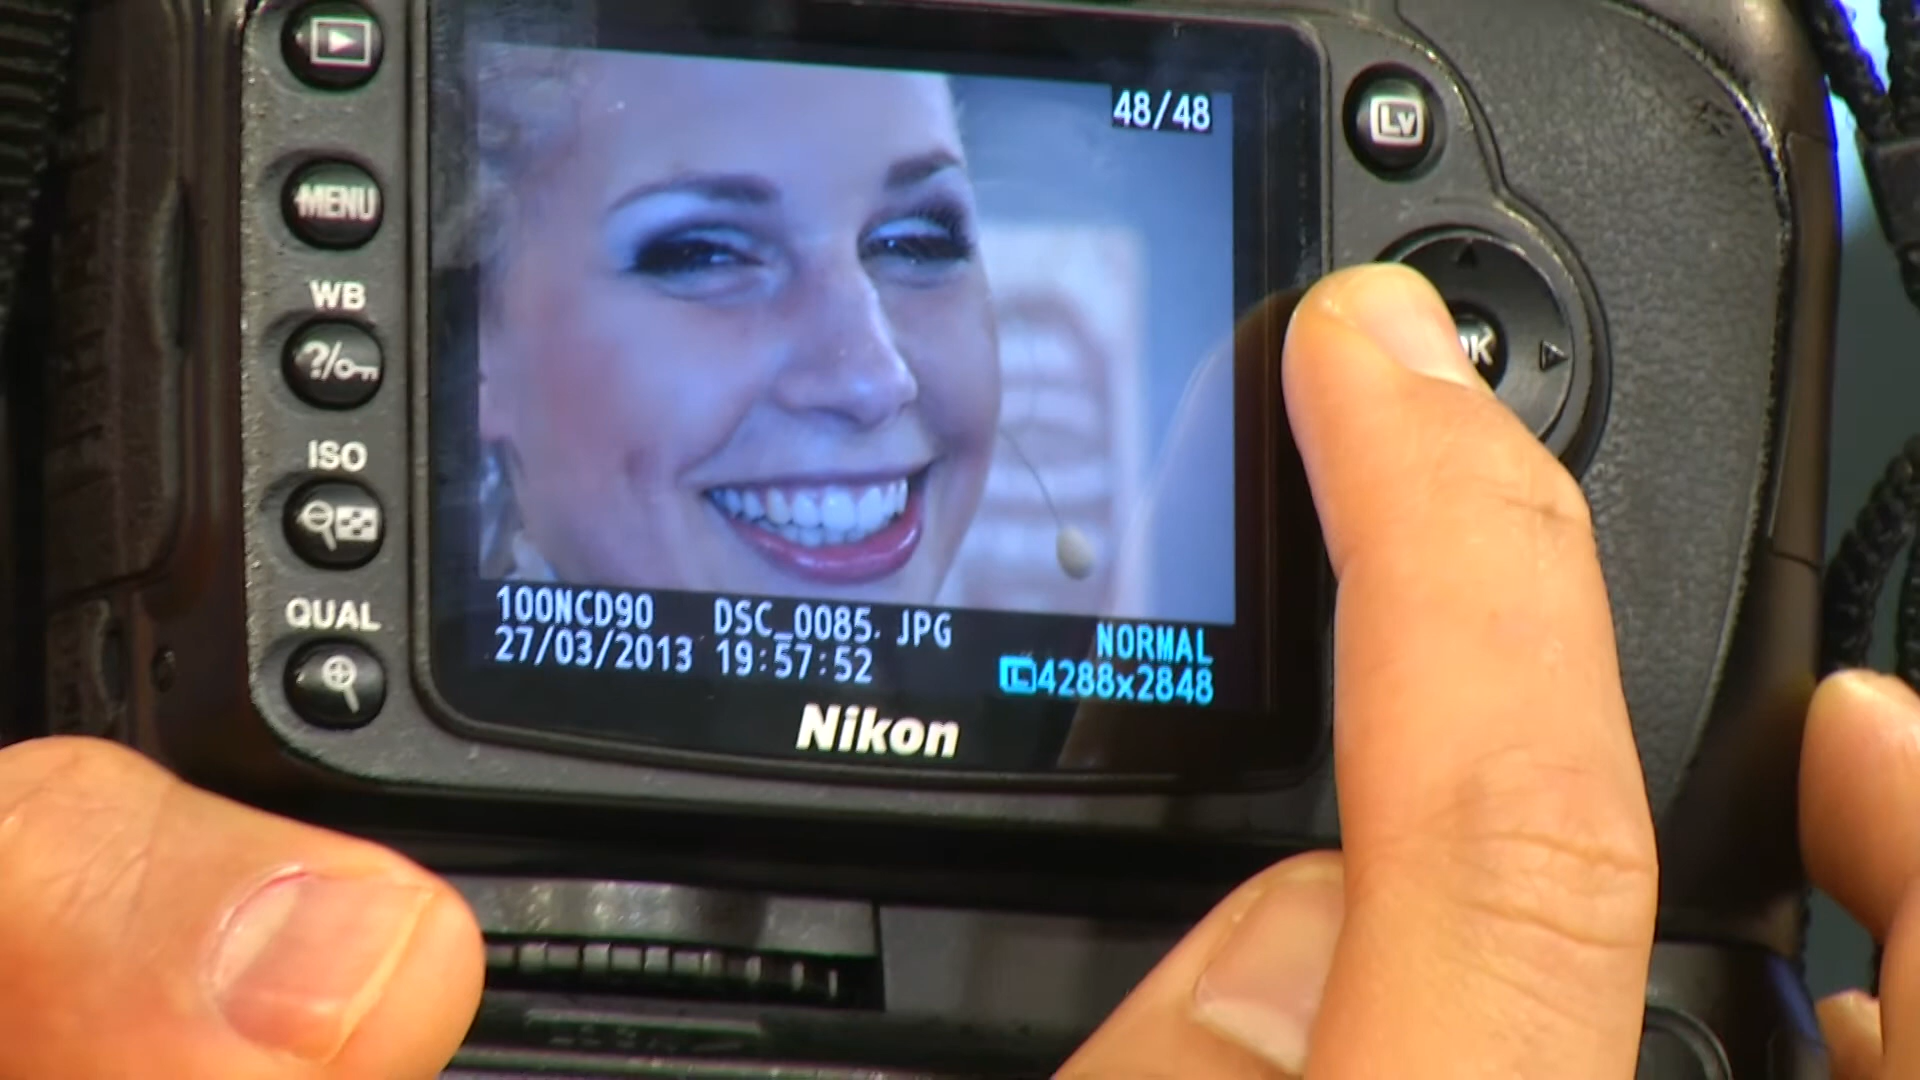 48/48
Lv
MENU
WB
?/
OK
ISO
QUAL
100NCD90 DSC_0085.JPG NORMAL
27/03/2013 19:57:52 L 4288x2848
Nikon